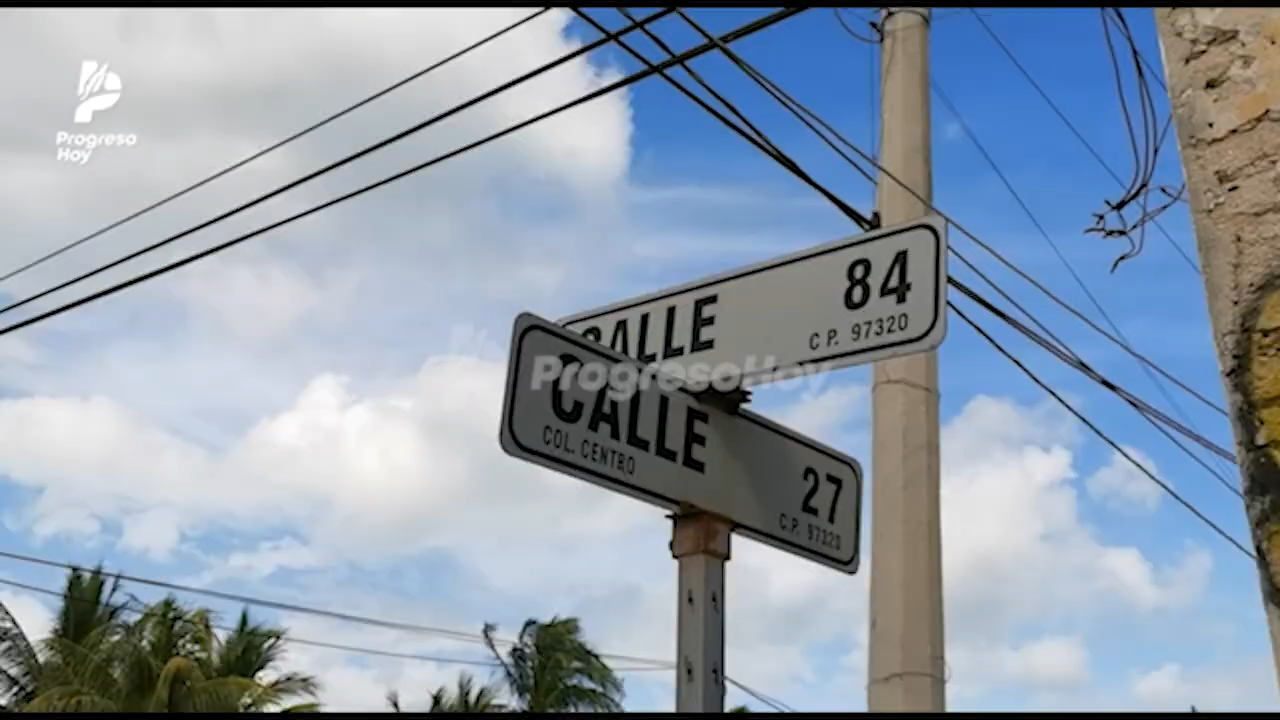 Progreso
Hoy
CALLE 84
C P. 97320
ProgresoHoy
CALLE 27
COL. CENTRO
C.P. 97320